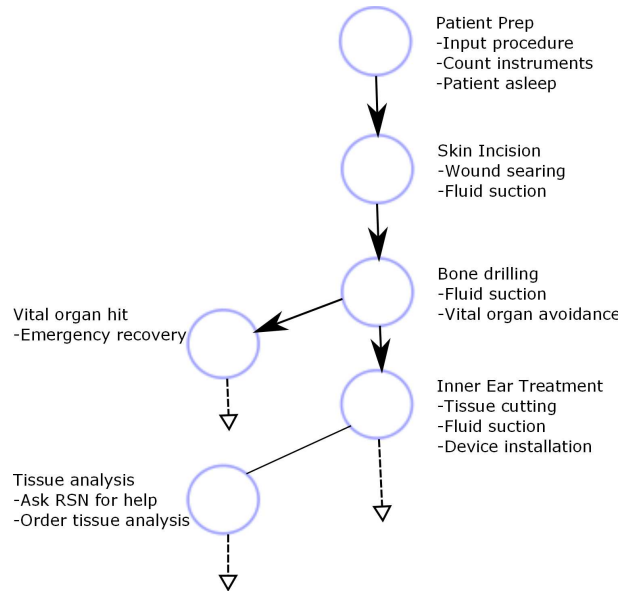 Patient Prep
-Input procedure
-Count instruments
-Patient asleep
Skin Incision
-Wound searing
-Fluid suction
Bone drilling
-Fluid suction
-Vital organ avoidance
Vital organ hit
-Emergency recovery
Inner Ear Treatment
-Tissue cutting
-Fluid suction
-Device installation
Tissue analysis
-Ask RSN for help
-Order tissue analysis